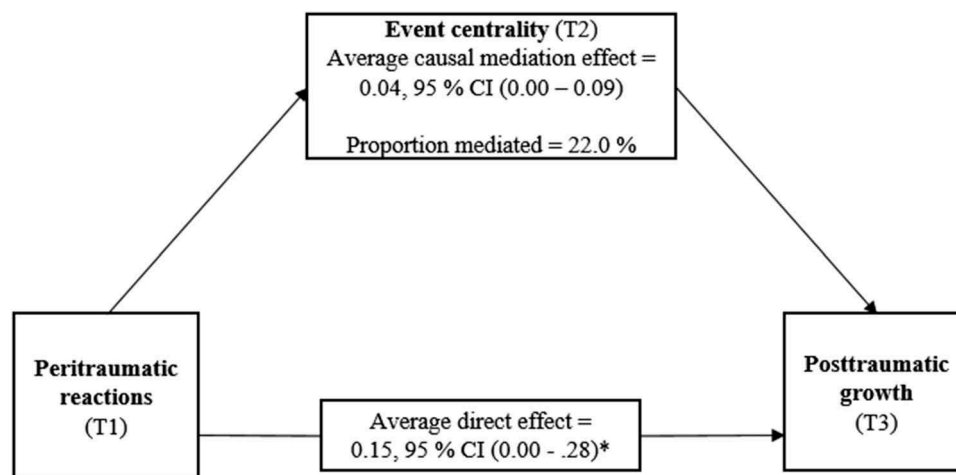 Event centrality (T2)
Average causal mediation effect =
0.04, 95 % CI (0.00 – 0.09)
Proportion mediated = 22.0 %
Peritraumatic
reactions
(T1)
Average direct effect =
0.15, 95 % CI (0.00 - .28)*
Posttraumatic
growth
(T3)